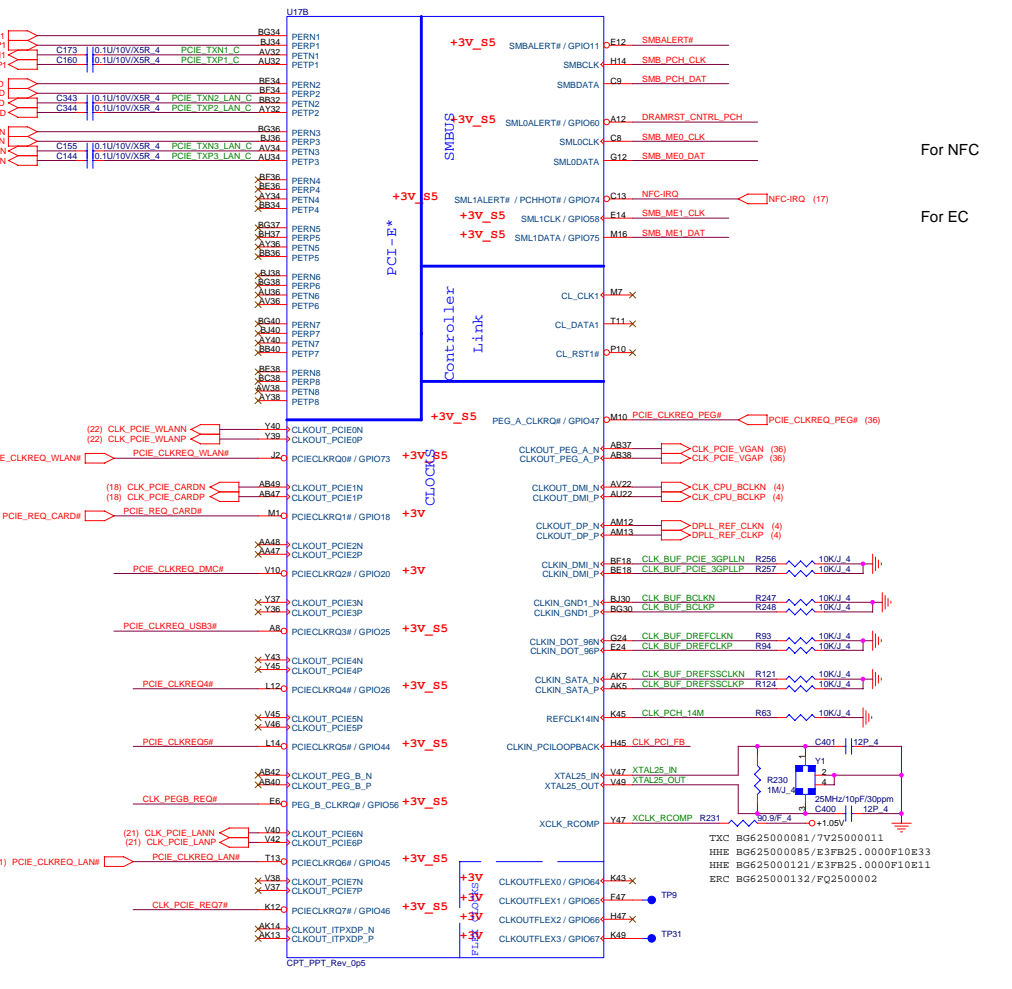 U17B
BG34 PERN1
BJ34 PERP1
C173 0.1U/10V/X5R_4 PCIE_TXN1_C AV32 PETN1
C160 0.1U/10V/X5R_4 PCIE_TXP1_C AU32 PETP1
BE34 PERN2
BF34 PERP2
C343 0.1U/10V/X5R_4 PCIE_TXN2_LAN_C BB32 PETN2
C344 0.1U/10V/X5R_4 PCIE_TXP2_LAN_C AY32 PETP2
BG36 PERN3
BJ36 PERP3
C155 0.1U/10V/X5R_4 PCIE_TXN3_LAN_C AV34 PETN3
C144 0.1U/10V/X5R_4 PCIE_TXP3_LAN_C AU34 PETP3
BF36 PERN4
BE36 PERP4
AY34 PETN4
BB34 PETP4
BG37 PERN5
BH37 PERP5
AY36 PETN5
BB36 PETP5
BJ38 PERN6
BG38 PERP6
AU36 PETN6
AV36 PETP6
BG40 PERN7
BJ40 PERP7
AY40 PETN7
BB40 PETP7
BE38 PERN8
BC38 PERP8
AW38 PETN8
AY38 PETP8
PCI-E*
(22) CLK_PCIE_WLANN Y40 CLKOUT_PCIE0N
(22) CLK_PCIE_WLANP Y39 CLKOUT_PCIE0P
E_CLKREQ_WLAN# PCIE_CLKREQ_WLAN# J2 PCIECLKRQ0# / GPIO73 +3V_S5
(18) CLK_PCIE_CARDN AB49 CLKOUT_PCIE1N
(18) CLK_PCIE_CARDP AB47 CLKOUT_PCIE1P
PCIE_REQ_CARD# PCIE_REQ_CARD# M1 PCIECLKRQ1# / GPIO18 +3V
AA48 CLKOUT_PCIE2N
AA47 CLKOUT_PCIE2P
PCIE_CLKREQ_DMC# V10 PCIECLKRQ2# / GPIO20 +3V
Y37 CLKOUT_PCIE3N
Y36 CLKOUT_PCIE3P
PCIE_CLKREQ_USB3# A8 PCIECLKRQ3# / GPIO25 +3V_S5
Y43 CLKOUT_PCIE4N
Y45 CLKOUT_PCIE4P
PCIE_CLKREQ4# L12 PCIECLKRQ4# / GPIO26 +3V_S5
V45 CLKOUT_PCIE5N
V46 CLKOUT_PCIE5P
PCIE_CLKREQ5# L14 PCIECLKRQ5# / GPIO44 +3V_S5
AB42 CLKOUT_PEG_B_N
AB40 CLKOUT_PEG_B_P
CLK_PEGB_REQ# E6 PEG_B_CLKRQ# / GPIO56 +3V_S5
(21) CLK_PCIE_LANN V40 CLKOUT_PCIE6N
(21) CLK_PCIE_LANP V42 CLKOUT_PCIE6P
PCIE_CLKREQ_LAN# PCIE_CLKREQ_LAN# T13 PCIECLKRQ6# / GPIO45 +3V_S5
V38 CLKOUT_PCIE7N
V37 CLKOUT_PCIE7P
CLK_PCIE_REQ7# K12 PCIECLKRQ7# / GPIO46 +3V_S5
AK14 CLKOUT_ITPXDP_N
AK13 CLKOUT_ITPXDP_P
CPT_PPT_Rev_0p5
SMBUS
+3V_S5 SMBALERT# / GPIO11 E12 SMBALERT#
SMBCLK H14 SMB_PCH_CLK
SMBDATA C9 SMB_PCH_DAT
+3V_S5 SML0ALERT# / GPIO60 A12 DRAMRST_CNTRL_PCH
SML0CLK C8 SMB_ME0_CLK
SML0DATA G12 SMB_ME0_DAT
For NFC
+3V_S5 SML1ALERT# / PCHHOT# / GPIO74 C13 NFC-IRQ NFC-IRQ (17)
+3V_S5 SML1CLK / GPIO58 E14 SMB_ME1_CLK
For EC
+3V_S5 SML1DATA / GPIO75 M16 SMB_ME1_DAT
Controller
Link
CL_CLK1 M7
CL_DATA1 T11
CL_RST1# P10
CLOCKS
+3V_S5 PEG_A_CLKRQ# / GPIO47 M10 PCIE_CLKREQ_PEG# PCIE_CLKREQ_PEG# (36)
CLKOUT_PEG_A_N AB37 CLK_PCIE_VGAN (36)
CLKOUT_PEG_A_P AB38 CLK_PCIE_VGAP (36)
CLKOUT_DMI_N AV22 CLK_CPU_BCLKN (4)
CLKOUT_DMI_P AU22 CLK_CPU_BCLKP (4)
CLKOUT_DP_N AM12 DPLL_REF_CLKN (4)
CLKOUT_DP_P AM13 DPLL_REF_CLKP (4)
CLKIN_DMI_N BF18 CLK_BUF_PCIE_3GPLLN R256 10K/J_4
CLKIN_DMI_P BE18 CLK_BUF_PCIE_3GPLLP R257 10K/J_4
CLKIN_GND1_N BJ30 CLK_BUF_BCLKN R247 10K/J_4
CLKIN_GND1_P BG30 CLK_BUF_BCLKP R248 10K/J_4
CLKIN_DOT_96N G24 CLK_BUF_DREFCLKN R93 10K/J_4
CLKIN_DOT_96P E24 CLK_BUF_DREFCLKP R94 10K/J_4
CLKIN_SATA_N AK7 CLK_BUF_DREFSSCLKN R121 10K/J_4
CLKIN_SATA_P AK5 CLK_BUF_DREFSSCLKP R124 10K/J_4
REFCLK14IN K45 CLK_PCH_14M R63 10K/J_4
CLKIN_PCILOOPBACK H45 CLK_PCI_FB
C401 12P_4
XTAL25_IN V47 XTAL25_IN
XTAL25_OUT V49 XTAL25_OUT
R230 1M/J_4
Y1 1 2 4 3
25MHz/10pF/30ppm
C400 12P_4
XCLK_RCOMP Y47 XCLK_RCOMP R231 90.9/F_4 +1.05V
TXC BG625000081/7V25000011
HHE BG625000085/E3FB25.0000F10E33
HHE BG625000121/E3FB25.0000F10E11
ERC BG625000132/FQ2500002
FLEX CLOCKS
+3V CLKOUTFLEX0 / GPIO64 K43
+3V CLKOUTFLEX1 / GPIO65 F47 TP9
+3V CLKOUTFLEX2 / GPIO66 H47
+3V CLKOUTFLEX3 / GPIO67 K49 TP31